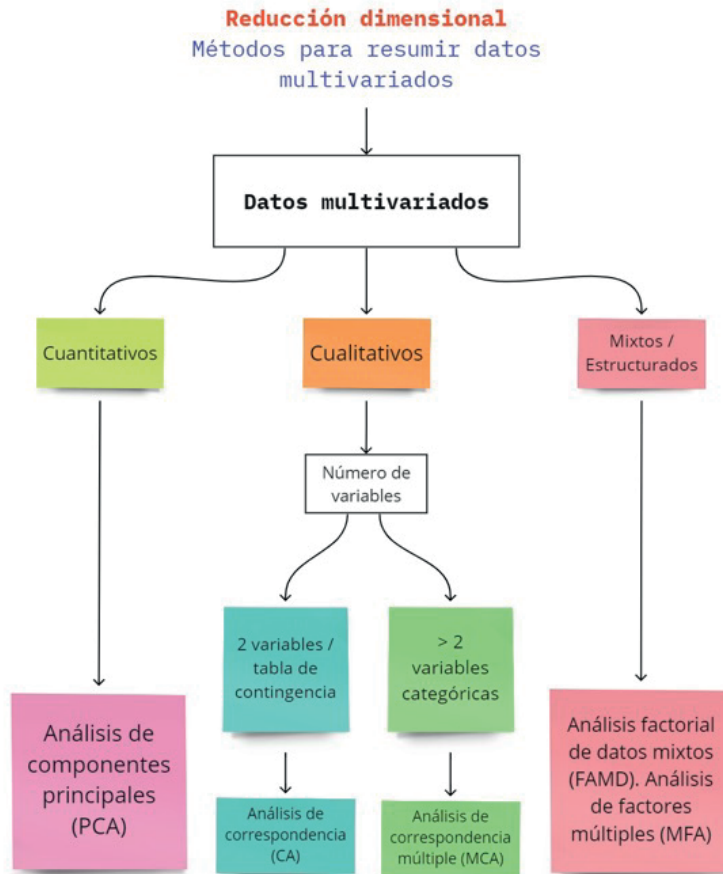 Reducción dimensional
Métodos para resumir datos
multivariados
Datos multivariados
Cuantitativos
Cualitativos
Mixtos /
Estructurados
Número de
variables
2 variables /
tabla de
contingencia
> 2
variables
categóricas
Análisis de
componentes
principales
(PCA)
Análisis de
correspondencia
(CA)
Análisis de
correspondencia
múltiple (MCA)
Análisis factorial
de datos mixtos
(FAMD). Análisis
de factores
múltiples (MFA)